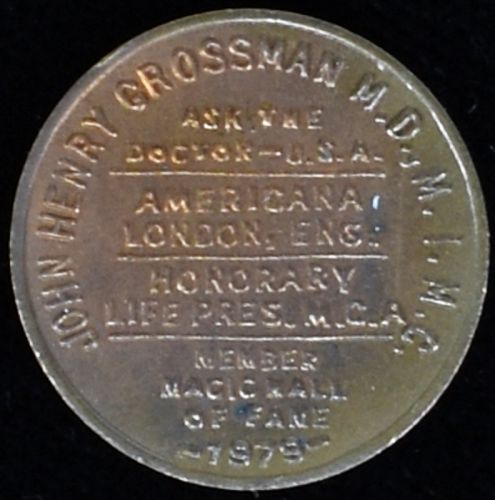 JOHN HENRY GROSSMAN M.D., M.I.M.C.
ASK THE
DOCTOR—U.S.A.
AMERICANA
LONDON, ENG.
HONORARY
LIFE PRES. M.C.A.
MEMBER
MAGIC HALL
OF FAME
-1979-